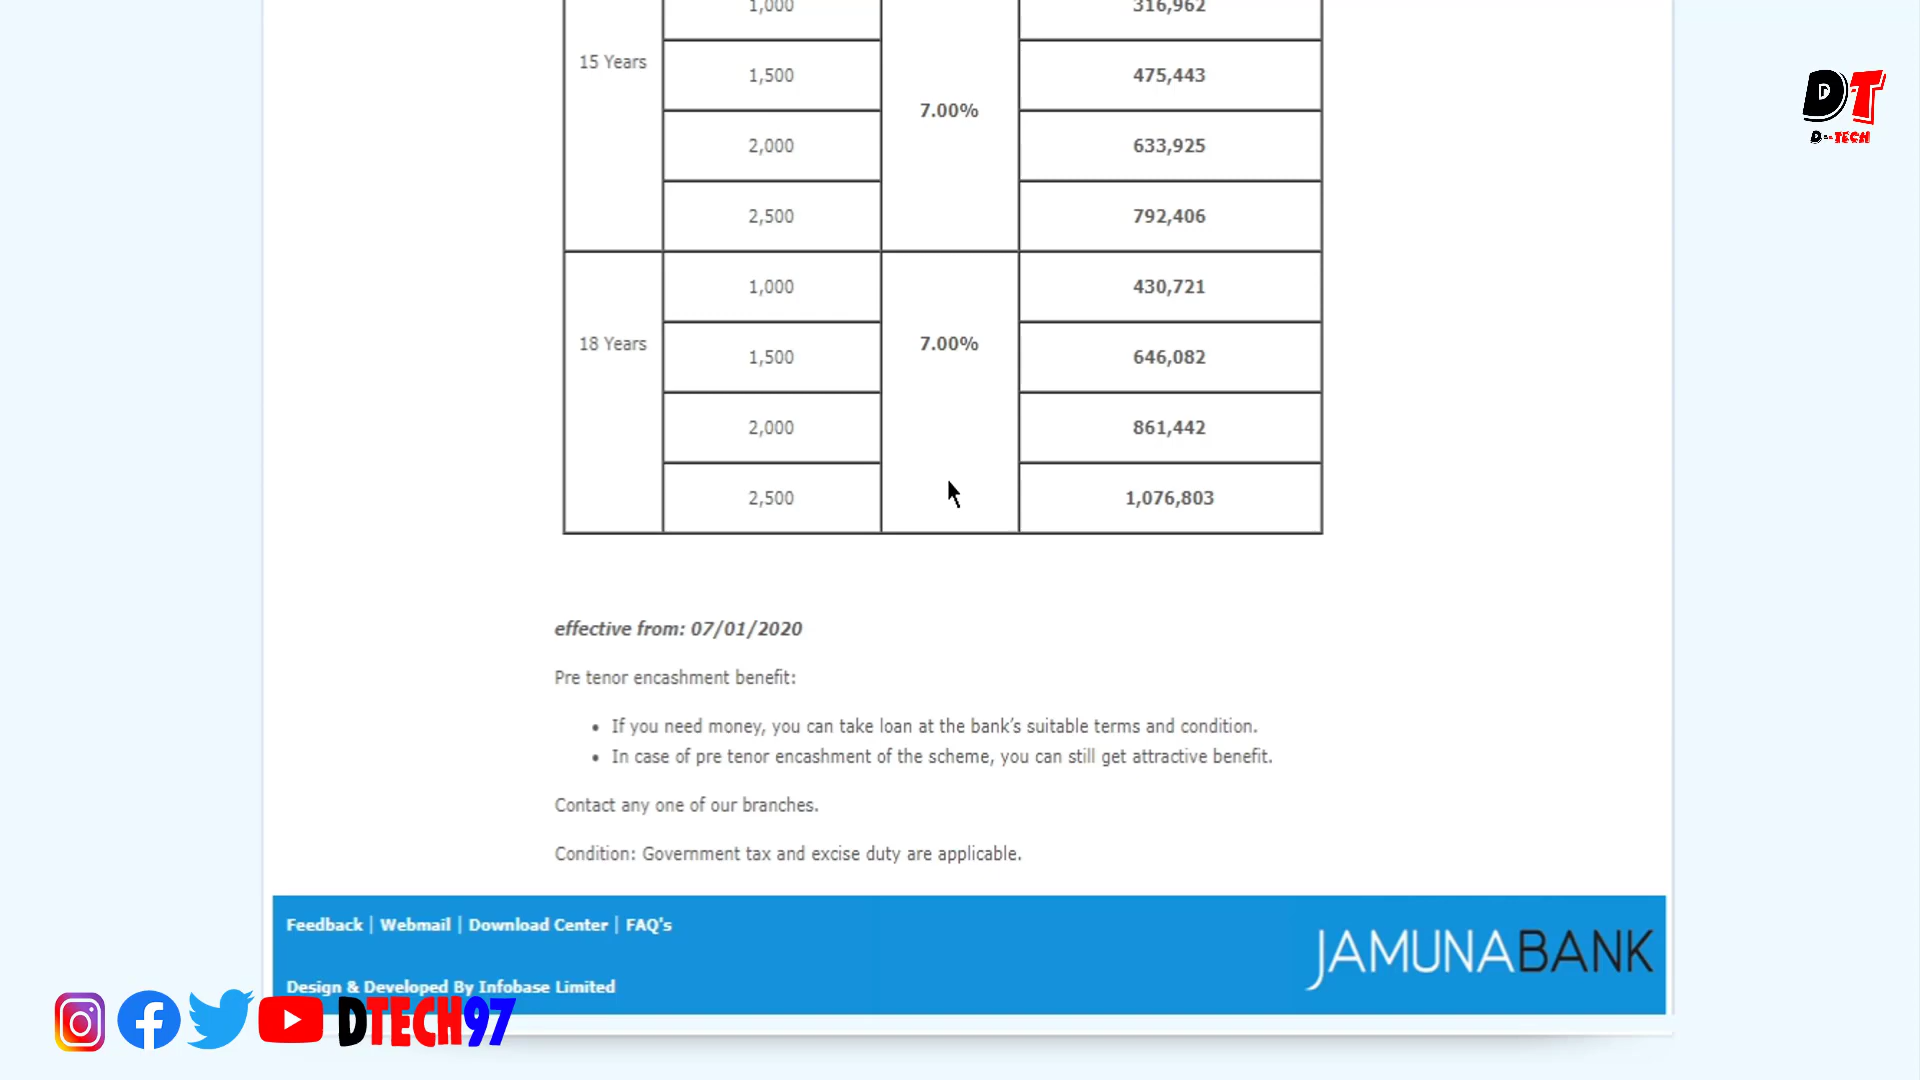 1,000 316,962
15 Years
1,500 475,443
7.00%
2,000 633,925
2,500 792,406
1,000 430,721
18 Years 7.00%
1,500 646,082
2,000 861,442
2,500 1,076,803
effective from: 07/01/2020
Pre tenor encashment benefit:
• If you need money, you can take loan at the bank's suitable terms and condition.
• In case of pre tenor encashment of the scheme, you can still get attractive benefit.
Contact any one of our branches.
Condition: Government tax and excise duty are applicable.
Feedback | Webmail | Download Center | FAQ's
JAMUNABANK
Design & Developed By Infobase Limited
DTECH97
DT
D---TECH